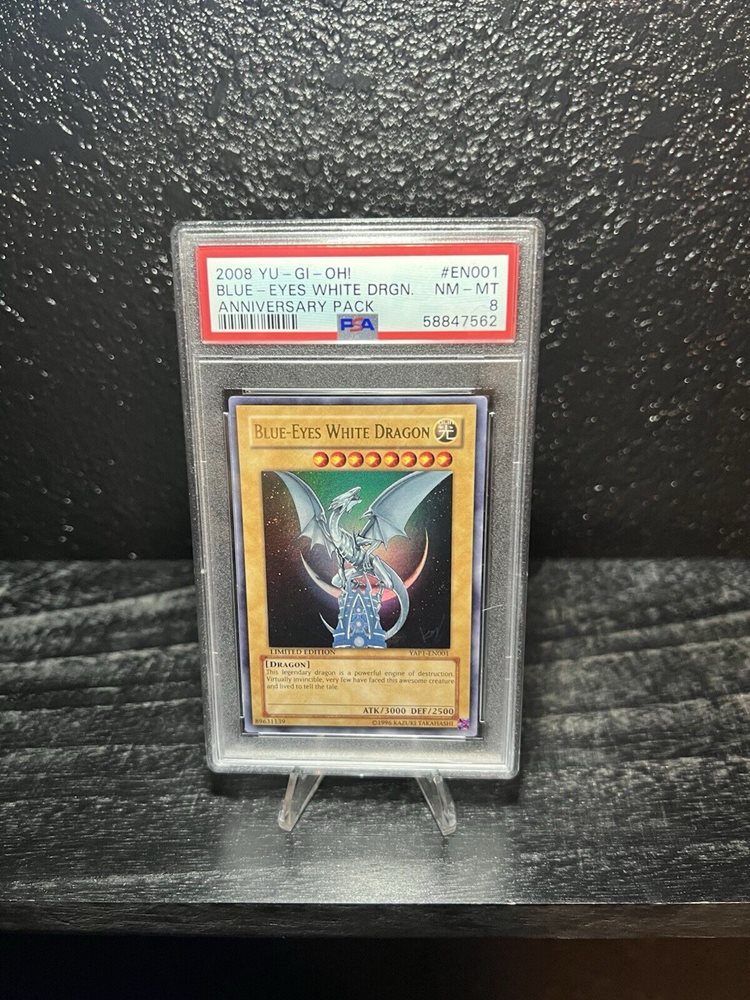 2008 YU-GI-OH! #EN001
BLUE-EYES WHITE DRGN. NM-MT
ANNIVERSARY PACK 8
PSA 58847562
BLUE-EYES WHITE DRAGON 光
LIMITED EDITION YAP1-EN001
[DRAGON]
This legendary dragon is a powerful engine of destruction.
Virtually invincible, very few have faced this awesome creature
and lived to tell the tale.
ATK/3000 DEF/2500
89631139 ©1996 KAZUKI TAKAHASHI